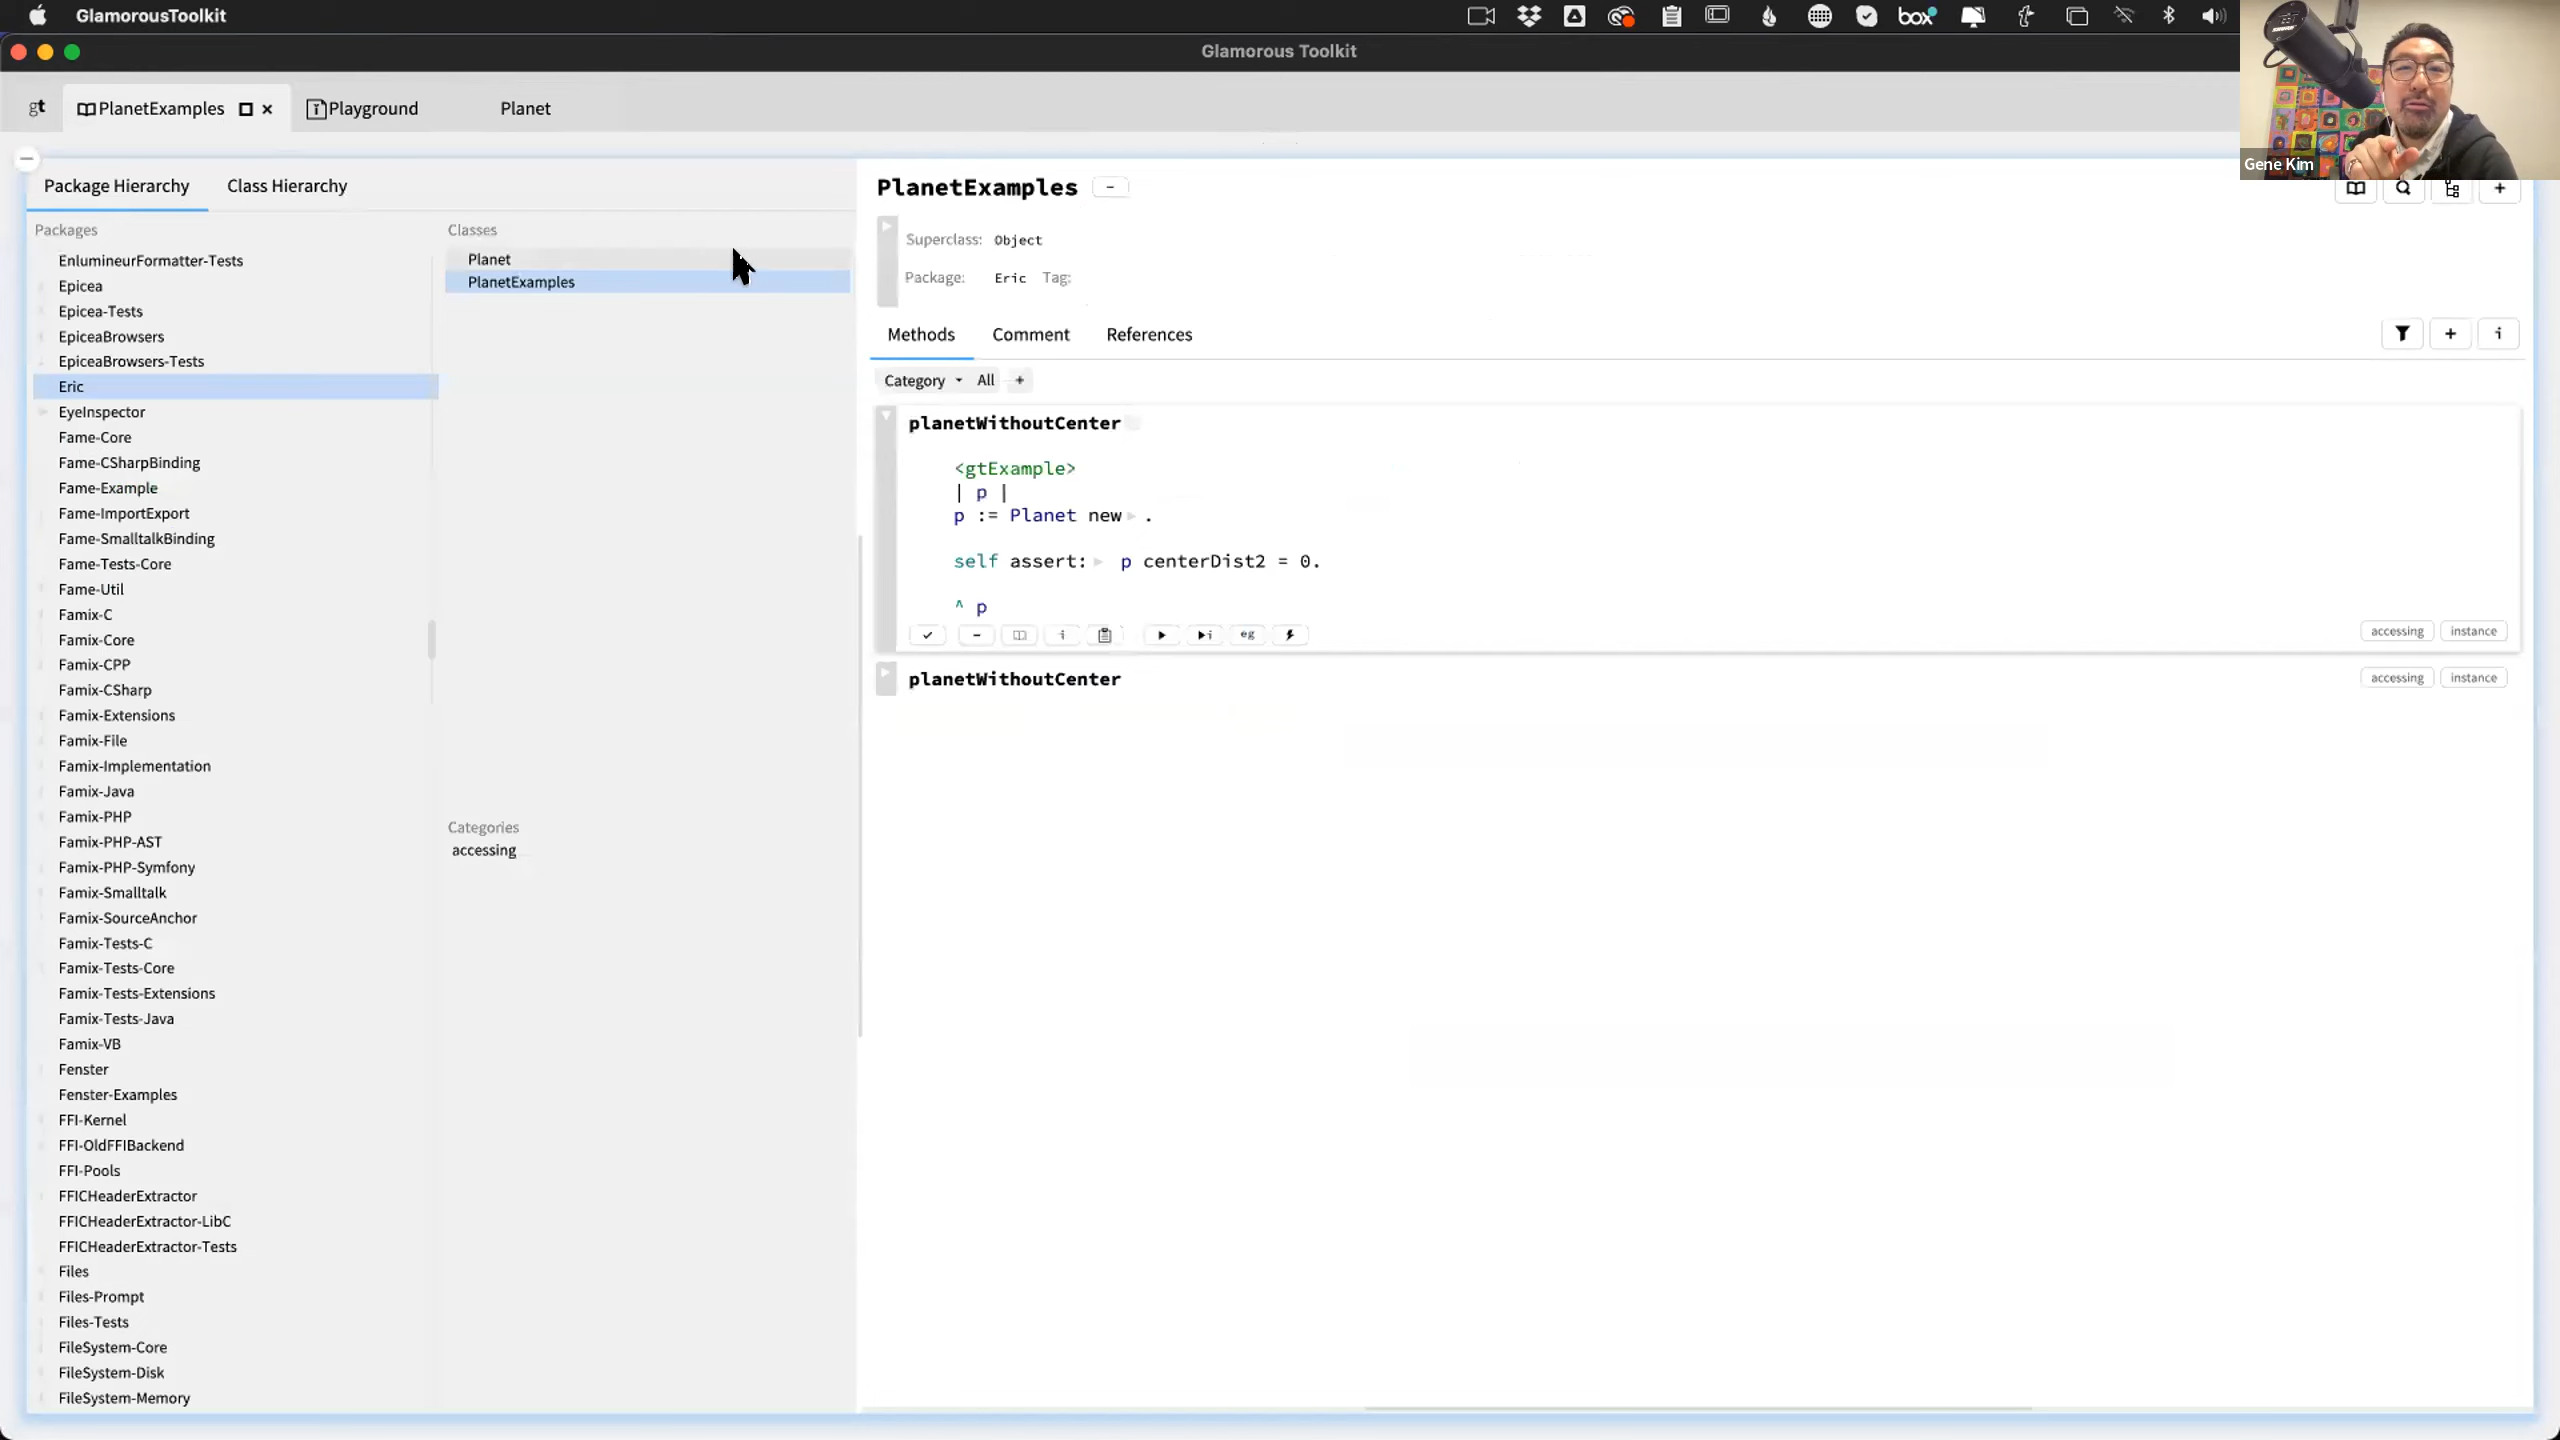 GlamorousToolkit
box
Glamorous Toolkit
gt
PlanetExamples
Playground
Planet
Gene Kim
Package Hierarchy
Class Hierarchy
Packages
EnlumineurFormatter-Tests
Epicea
Epicea-Tests
EpiceaBrowsers
EpiceaBrowsers-Tests
Eric
EyeInspector
Fame-Core
Fame-CSharpBinding
Fame-Example
Fame-ImportExport
Fame-SmalltalkBinding
Fame-Tests-Core
Fame-Util
Famix-C
Famix-Core
Famix-CPP
Famix-CSharp
Famix-Extensions
Famix-File
Famix-Implementation
Famix-Java
Famix-PHP
Famix-PHP-AST
Famix-PHP-Symfony
Famix-Smalltalk
Famix-SourceAnchor
Famix-Tests-C
Famix-Tests-Core
Famix-Tests-Extensions
Famix-Tests-Java
Famix-VB
Fenster
Fenster-Examples
FFI-Kernel
FFI-OldFFIBackend
FFI-Pools
FFICHeaderExtractor
FFICHeaderExtractor-LibC
FFICHeaderExtractor-Tests
Files
Files-Prompt
Files-Tests
FileSystem-Core
FileSystem-Disk
FileSystem-Memory
Classes
Planet
PlanetExamples
Categories
accessing
PlanetExamples
Superclass: Object
Package: Eric Tag:
Methods Comment References
Category All +
planetWithoutCenter
<gtExample>
| p |
p := Planet new .
self assert: p centerDist2 = 0.
^ p
eg
accessing instance
planetWithoutCenter
accessing instance